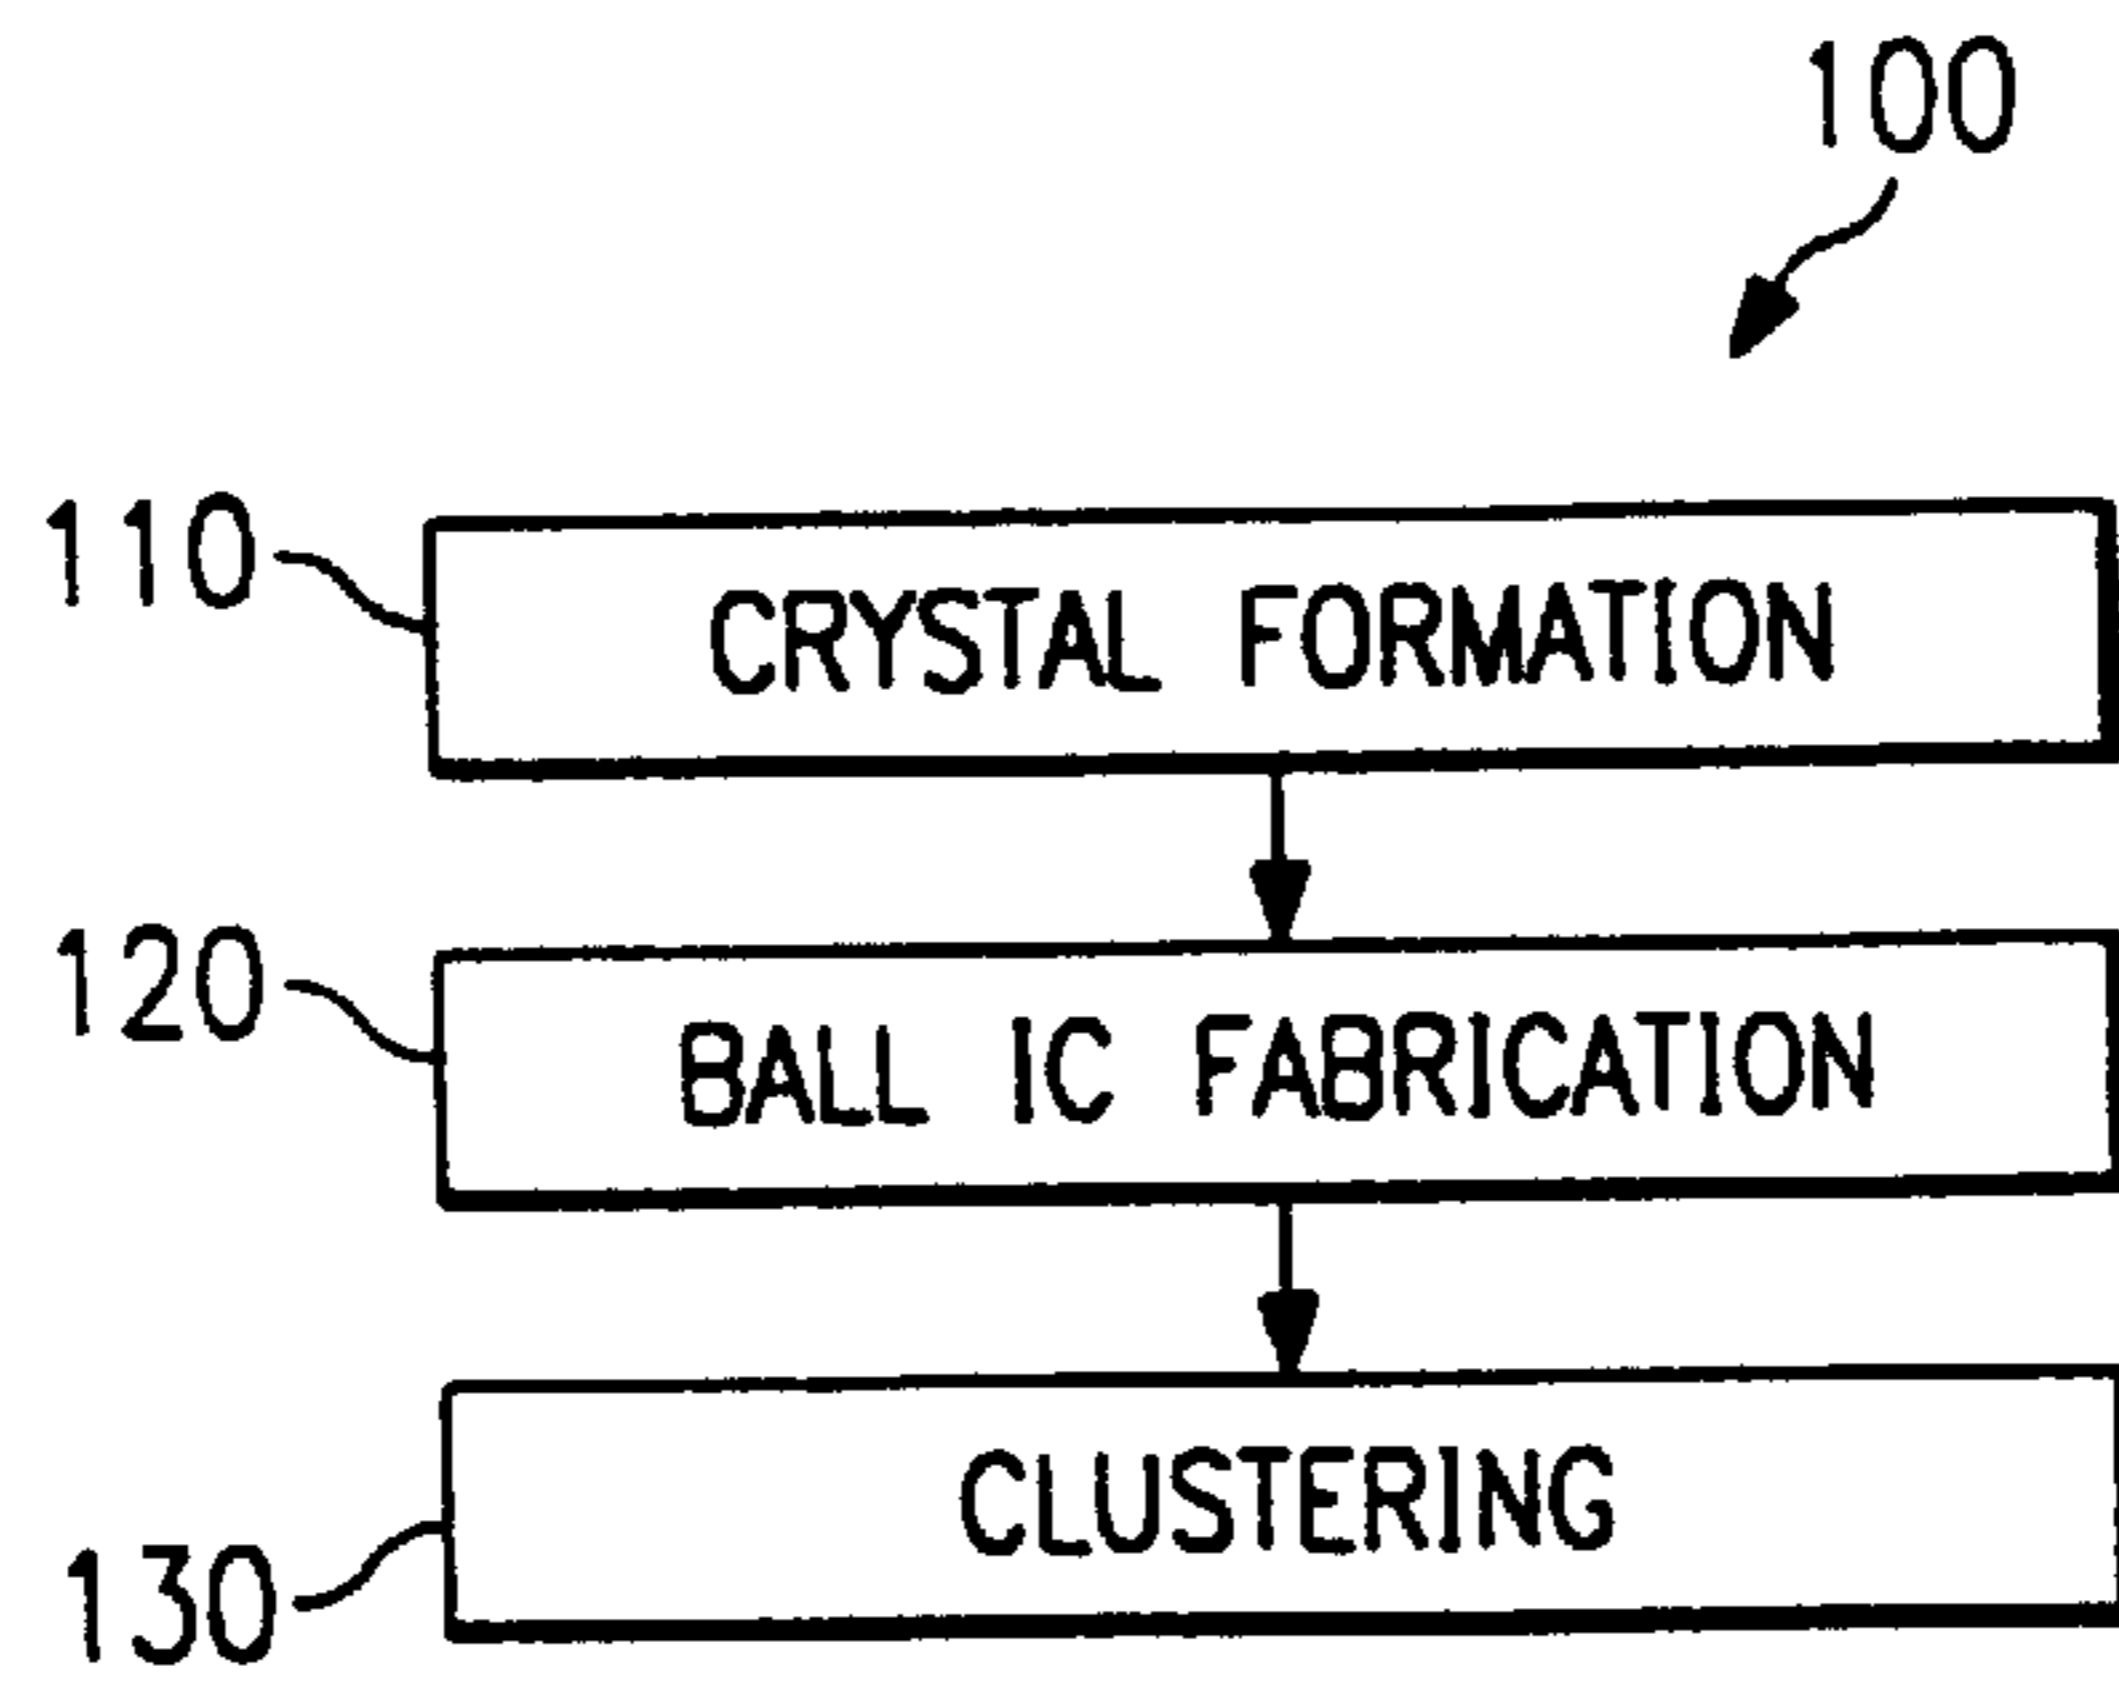 100
110
CRYSTAL FORMATION
120
BALL IC FABRICATION
CLUSTERING
130